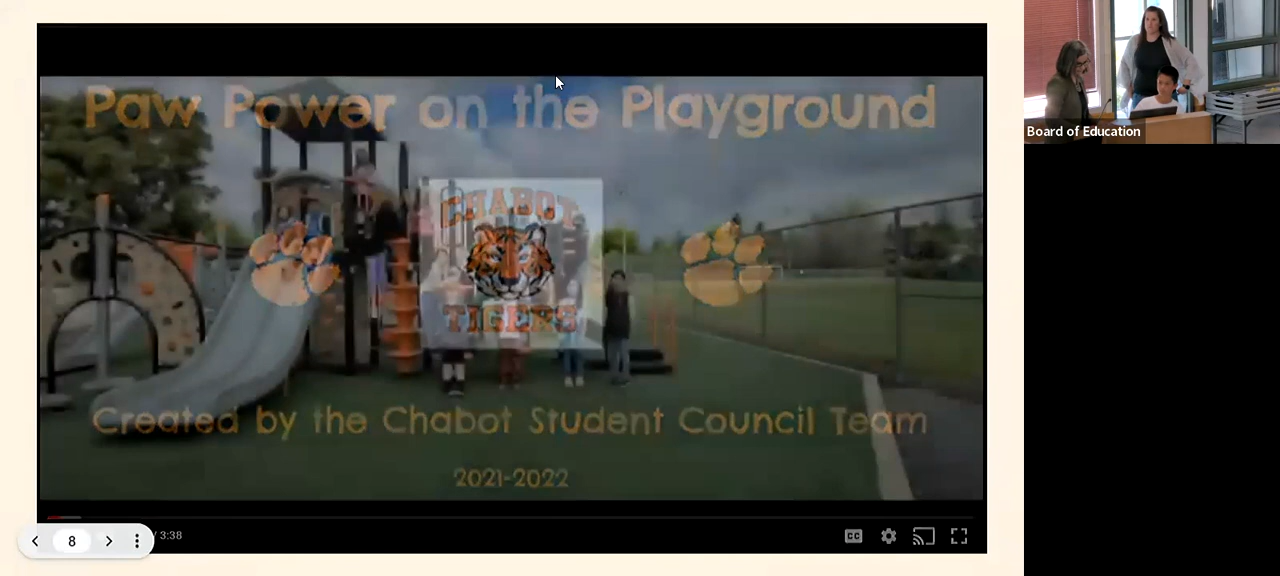 Paw Power on the Playground
CHABOT
TIGERS
Created by the Chabot Student Council Team
2021-2022
8
/ 3:38
CC
Board of Education